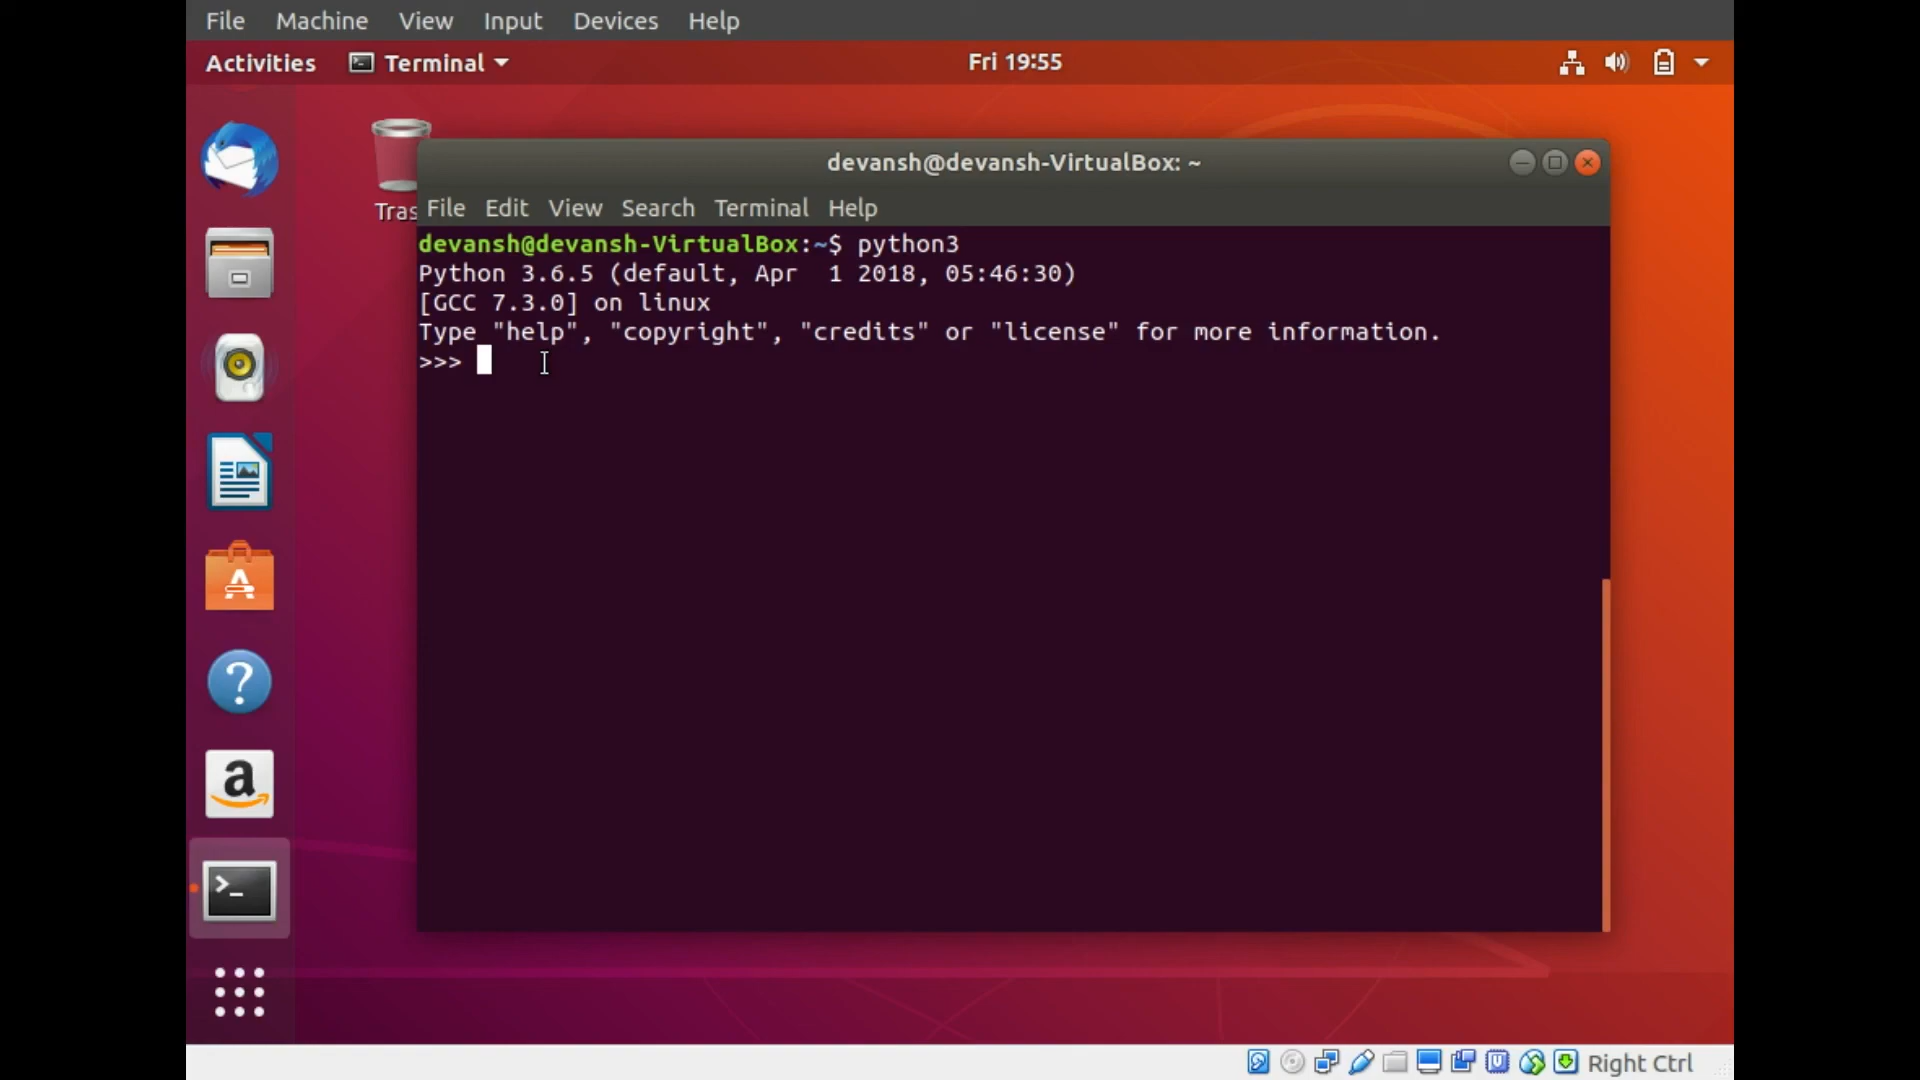 File Machine View Input Devices Help
Activities Terminal Fri 19:55
Tras
devansh@devansh-VirtualBox: ~
File Edit View Search Terminal Help
devansh@devansh-VirtualBox:~$ python3
Python 3.6.5 (default, Apr  1 2018, 05:46:30)
[GCC 7.3.0] on linux
Type "help", "copyright", "credits" or "license" for more information.
>>>
Right Ctrl